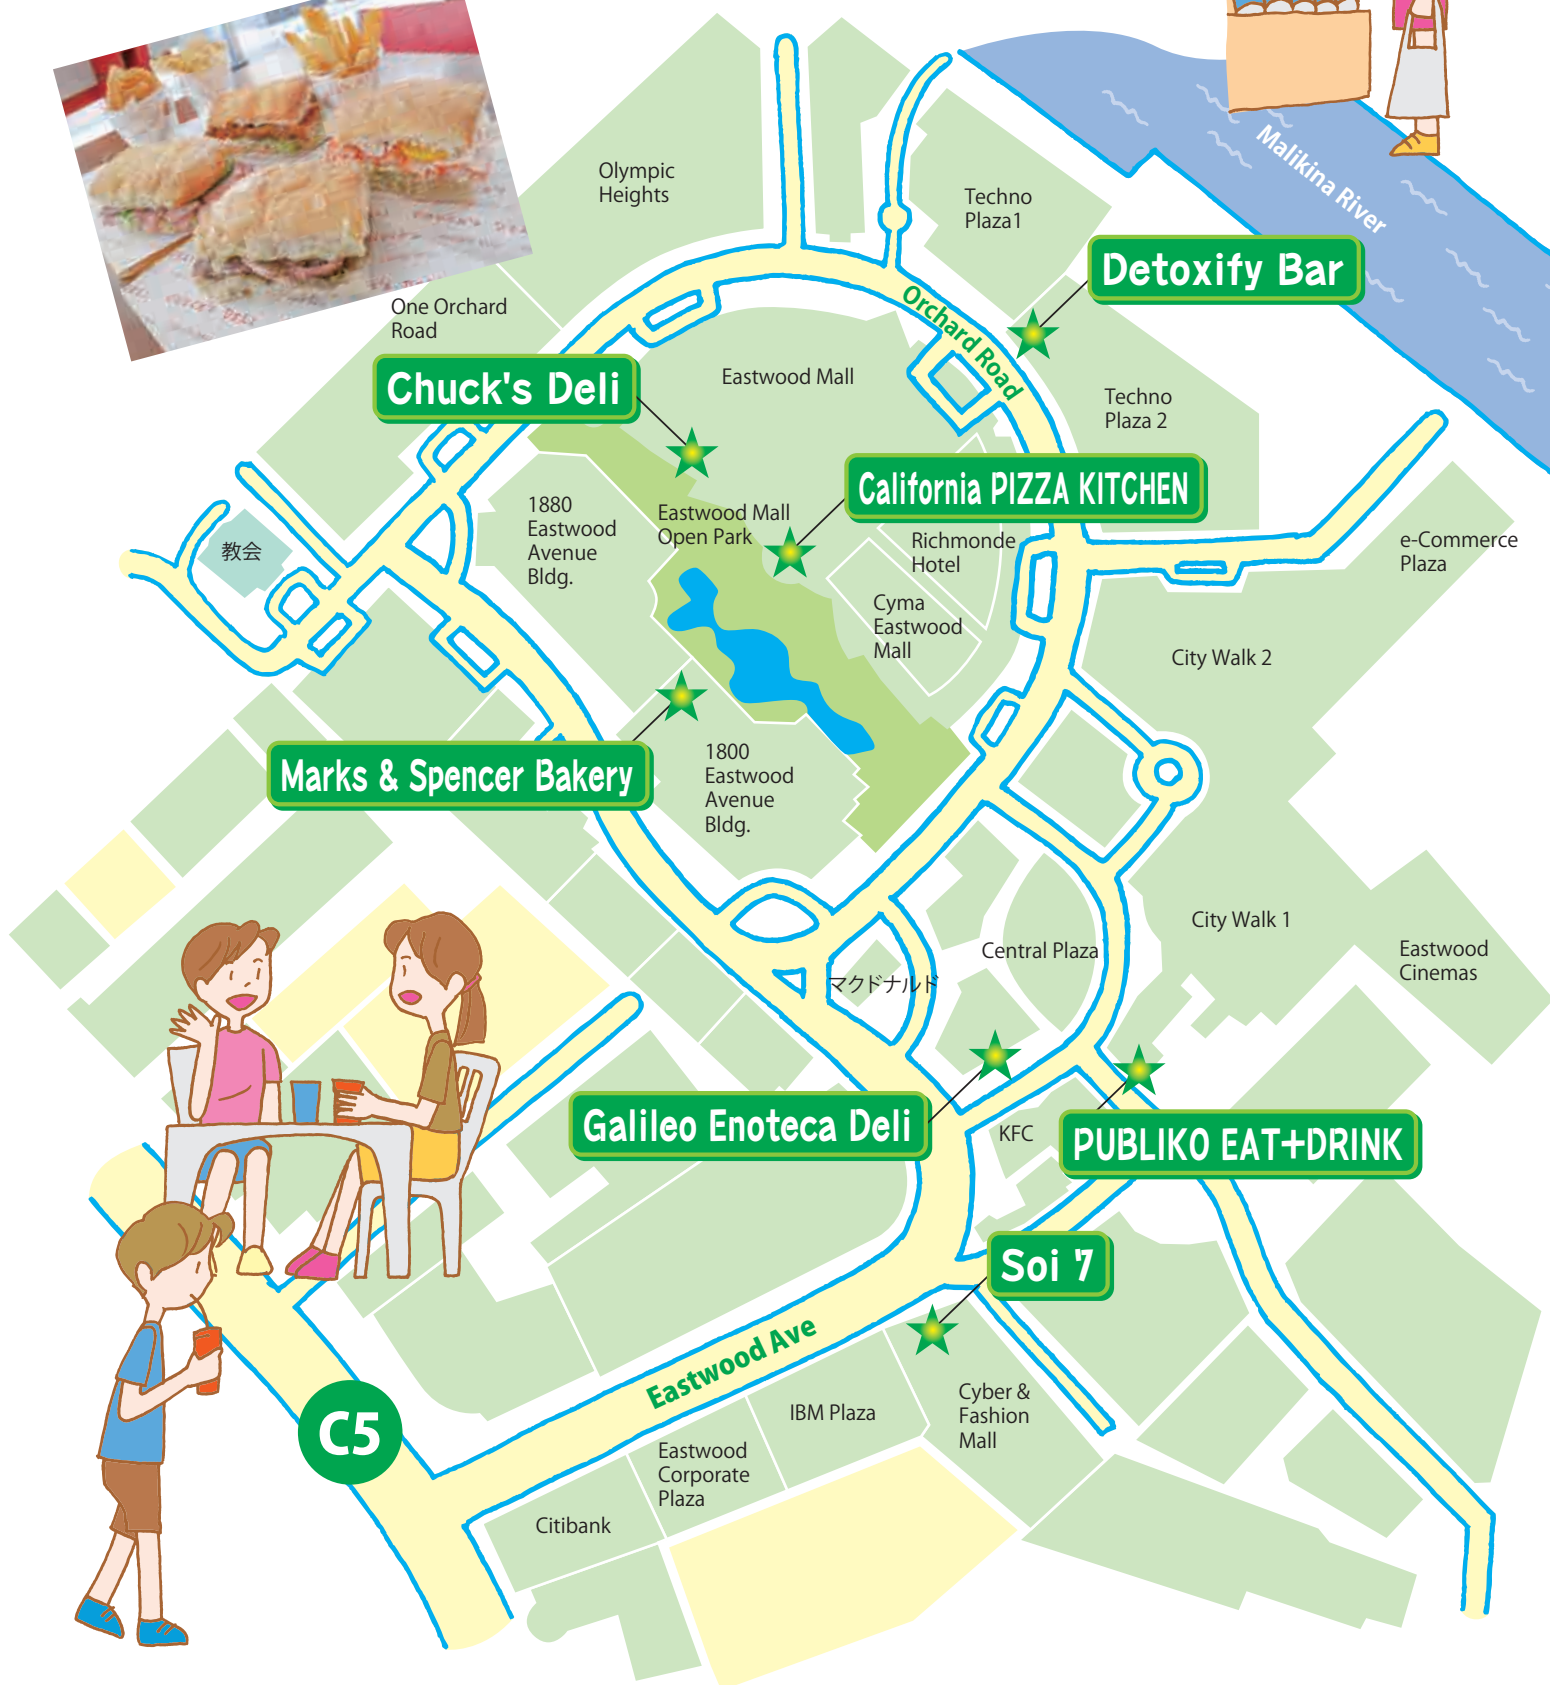 Malikina River
Olympic
Heights
Techno
Plaza1
Detoxify Bar
One Orchard
Road
Orchard Road
Chuck's Deli
Eastwood Mall
Techno
Plaza 2
California PIZZA KITCHEN
1880
Eastwood
Avenue
Bldg.
Eastwood Mall
Open Park
教会
Richmonde
Hotel
e-Commerce
Plaza
Cyma
Eastwood
Mall
City Walk 2
Marks & Spencer Bakery
1800
Eastwood
Avenue
Bldg.
City Walk 1
Central Plaza
Eastwood
Cinemas
マクドナルド
Galileo Enoteca Deli
KFC
PUBLIKO EAT+DRINK
Soi 7
Eastwood Ave
C5
IBM Plaza
Cyber &
Fashion
Mall
Eastwood
Corporate
Plaza
Citibank